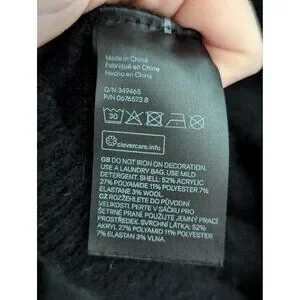 Made in China
Fabriqué en Chine
Hecho en China
O/N 349465
P/N 0676573 8
30
clevercare.info
GB DO NOT IRON ON DECORATION.
USE A LAUNDRY BAG, USE MILD
DETERGENT. SHELL: 52% ACRYLIC
27% POLYAMIDE 11% POLYESTER 7%
ELASTANE 3% WOOL
CZ ROZŽEHLETE DO PŮVODNÍ
VELIKOSTI. PERTE V SÁČKU PRO
ŠETRNÉ PRANÍ. POUŽIJTE JEMNÝ PRACÍ
PROSTŘEDEK. SVRCHNÍ LÁTKA: 52%
AKRYL 27% POLYAMID 11% POLYESTER
7% ELASTAN 3% VLNA.